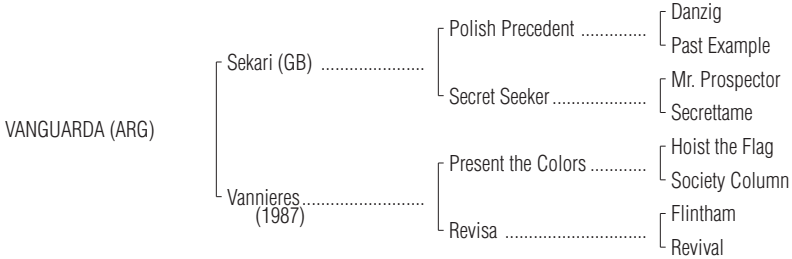 Danzig
Polish Precedent ..............
Past Example
Sekari (GB) ......................
Mr. Prospector
Secret Seeker ....................
Secrettame
VANGUARDA (ARG)
Hoist the Flag
Present the Colors ............
Society Column
Vannieres..........................
(1987)
Flintham
Revisa ..............................
Revival